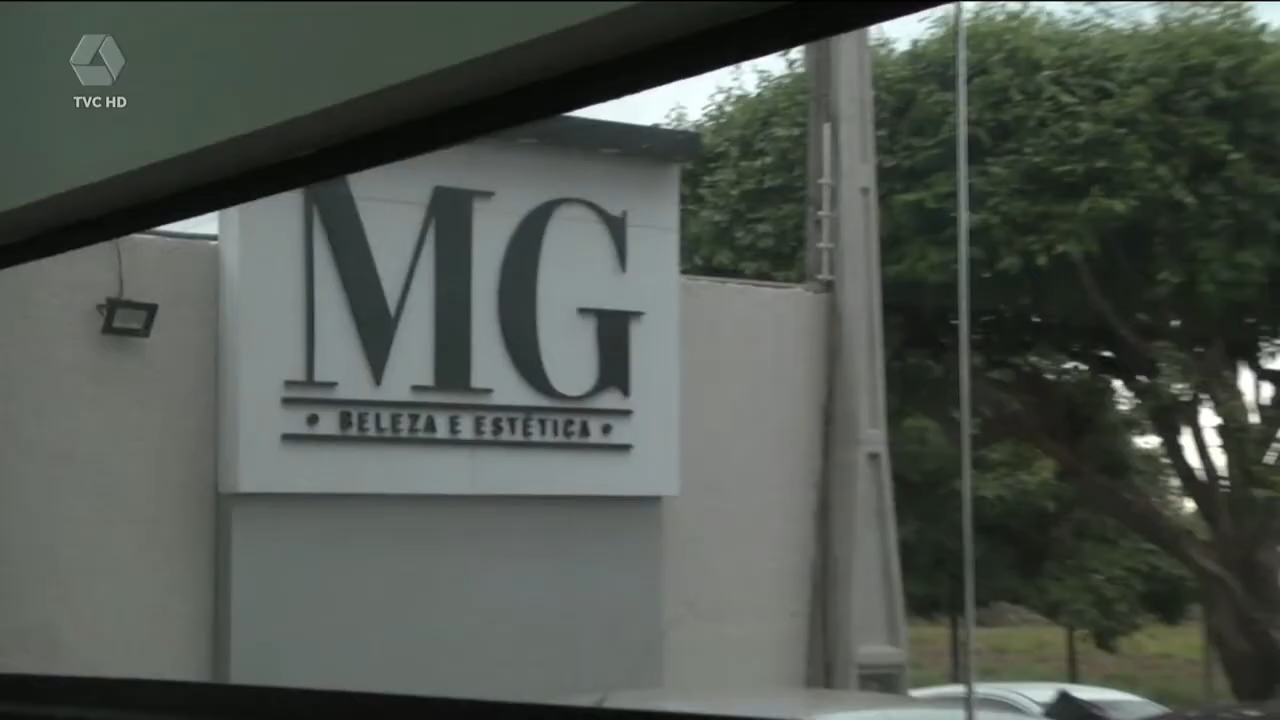 TVC HD
MG
• BELEZA E ESTÉTICA •